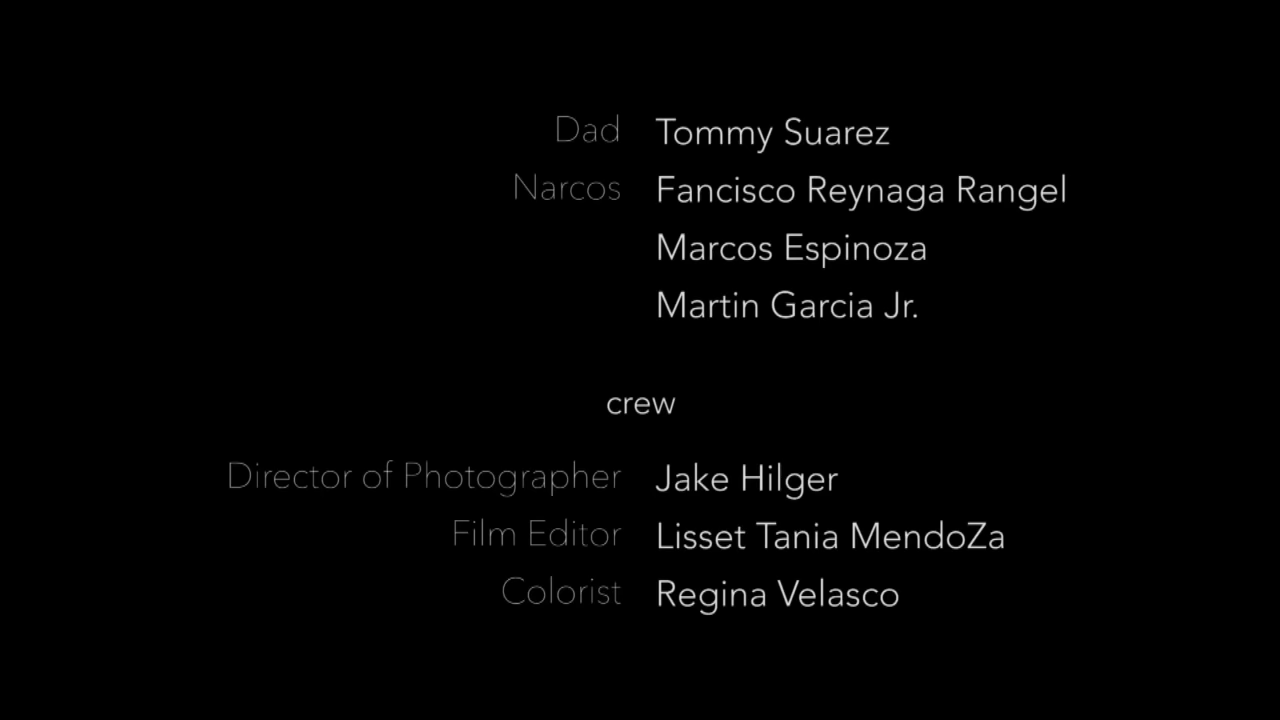 Dad Tommy Suarez
Narcos Fancisco Reynaga Rangel
Marcos Espinoza
Martin Garcia Jr.
crew
Director of Photographer Jake Hilger
Film Editor Lisset Tania MendoZa
Colorist Regina Velasco